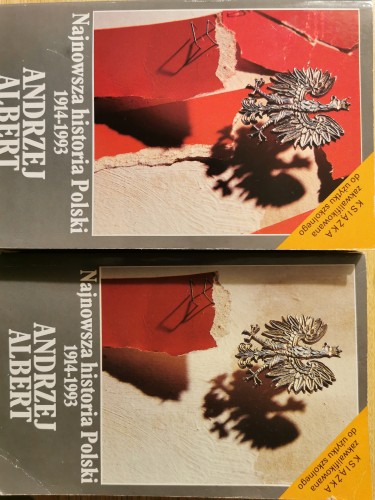 ANDRZEJ
ALBERT
Najnowsza historia Polski
1914-1993
KSIĄŻKA
zakwalifikowana
do użytku szkolnego
ANDRZEJ
ALBERT
Najnowsza historia Polski
1914-1993
KSIĄŻKA
zakwalifikowana
do użytku szkolnego